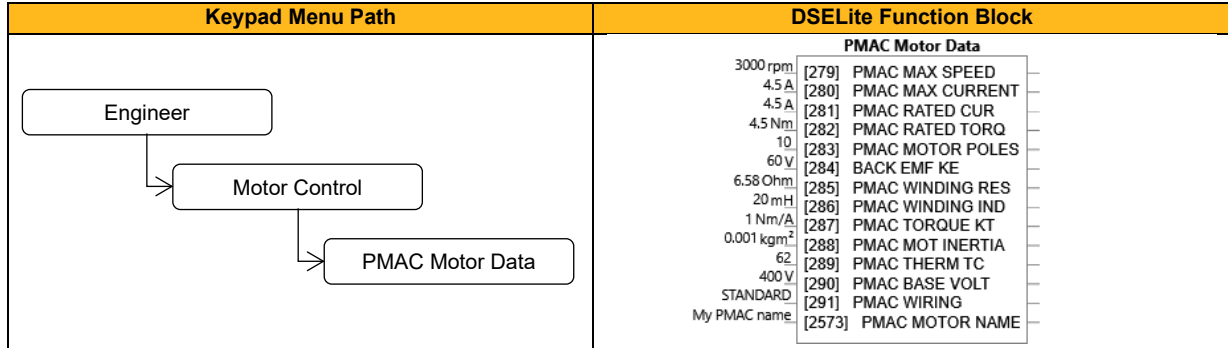 Keypad Menu Path
DSELite Function Block
Engineer
Motor Control
PMAC Motor Data
PMAC Motor Data
3000 rpm [279] PMAC MAX SPEED
4.5 A [280] PMAC MAX CURRENT
4.5 A [281] PMAC RATED CUR
4.5 Nm [282] PMAC RATED TORQ
10 [283] PMAC MOTOR POLES
60 V [284] BACK EMF KE
6.58 Ohm [285] PMAC WINDING RES
20 mH [286] PMAC WINDING IND
1 Nm/A [287] PMAC TORQUE KT
0.001 kgm² [288] PMAC MOT INERTIA
62 [289] PMAC THERM TC
400 V [290] PMAC BASE VOLT
STANDARD [291] PMAC WIRING
My PMAC name [2573] PMAC MOTOR NAME